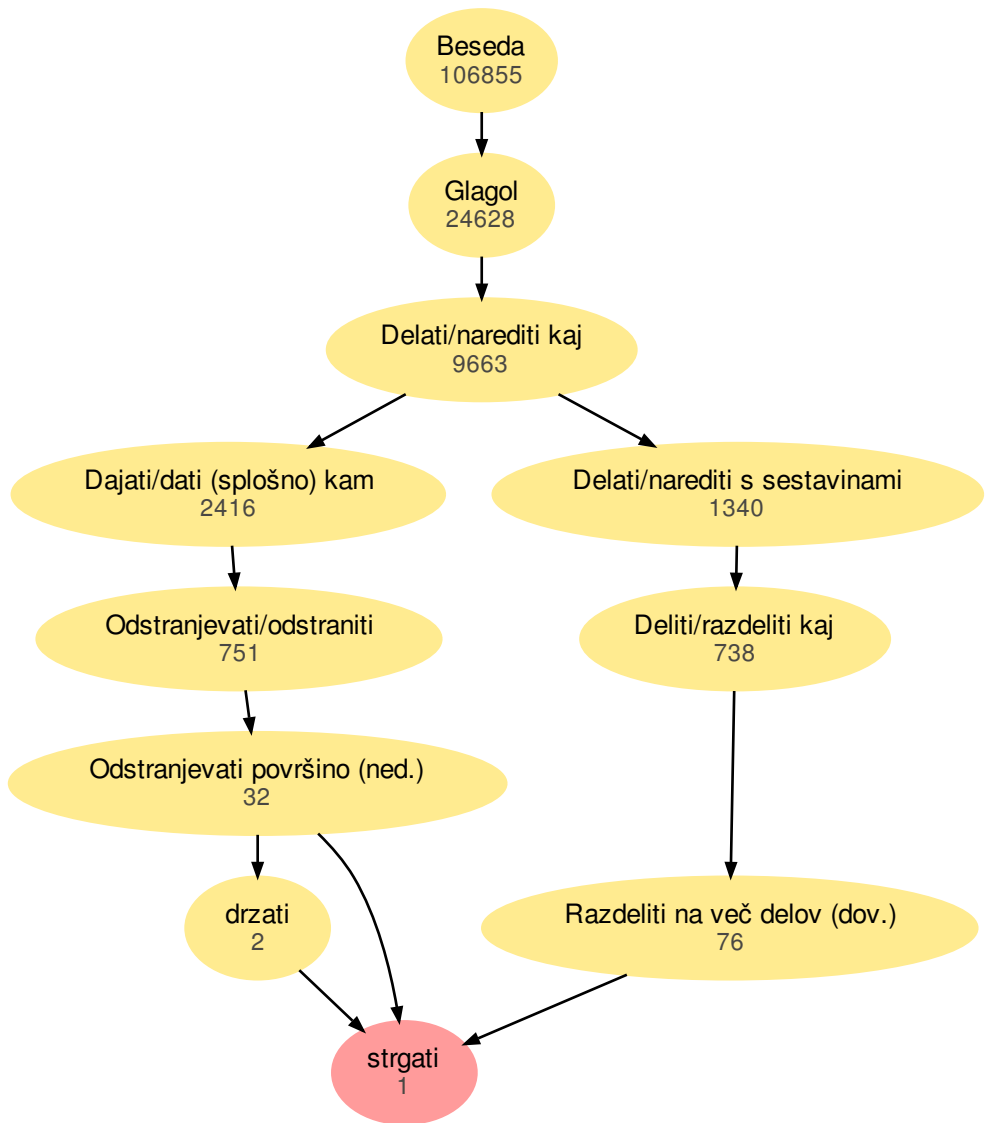 Beseda
106855
Glagol
24628
Delati/narediti kaj
9663
Dajati/dati (splošno) kam
2416
Delati/narediti s sestavinami
1340
Odstranjevati/odstraniti
751
Deliti/razdeliti kaj
738
Odstranjevati površino (ned.)
32
drzati
2
Razdeliti na več delov (dov.)
76
strgati
1